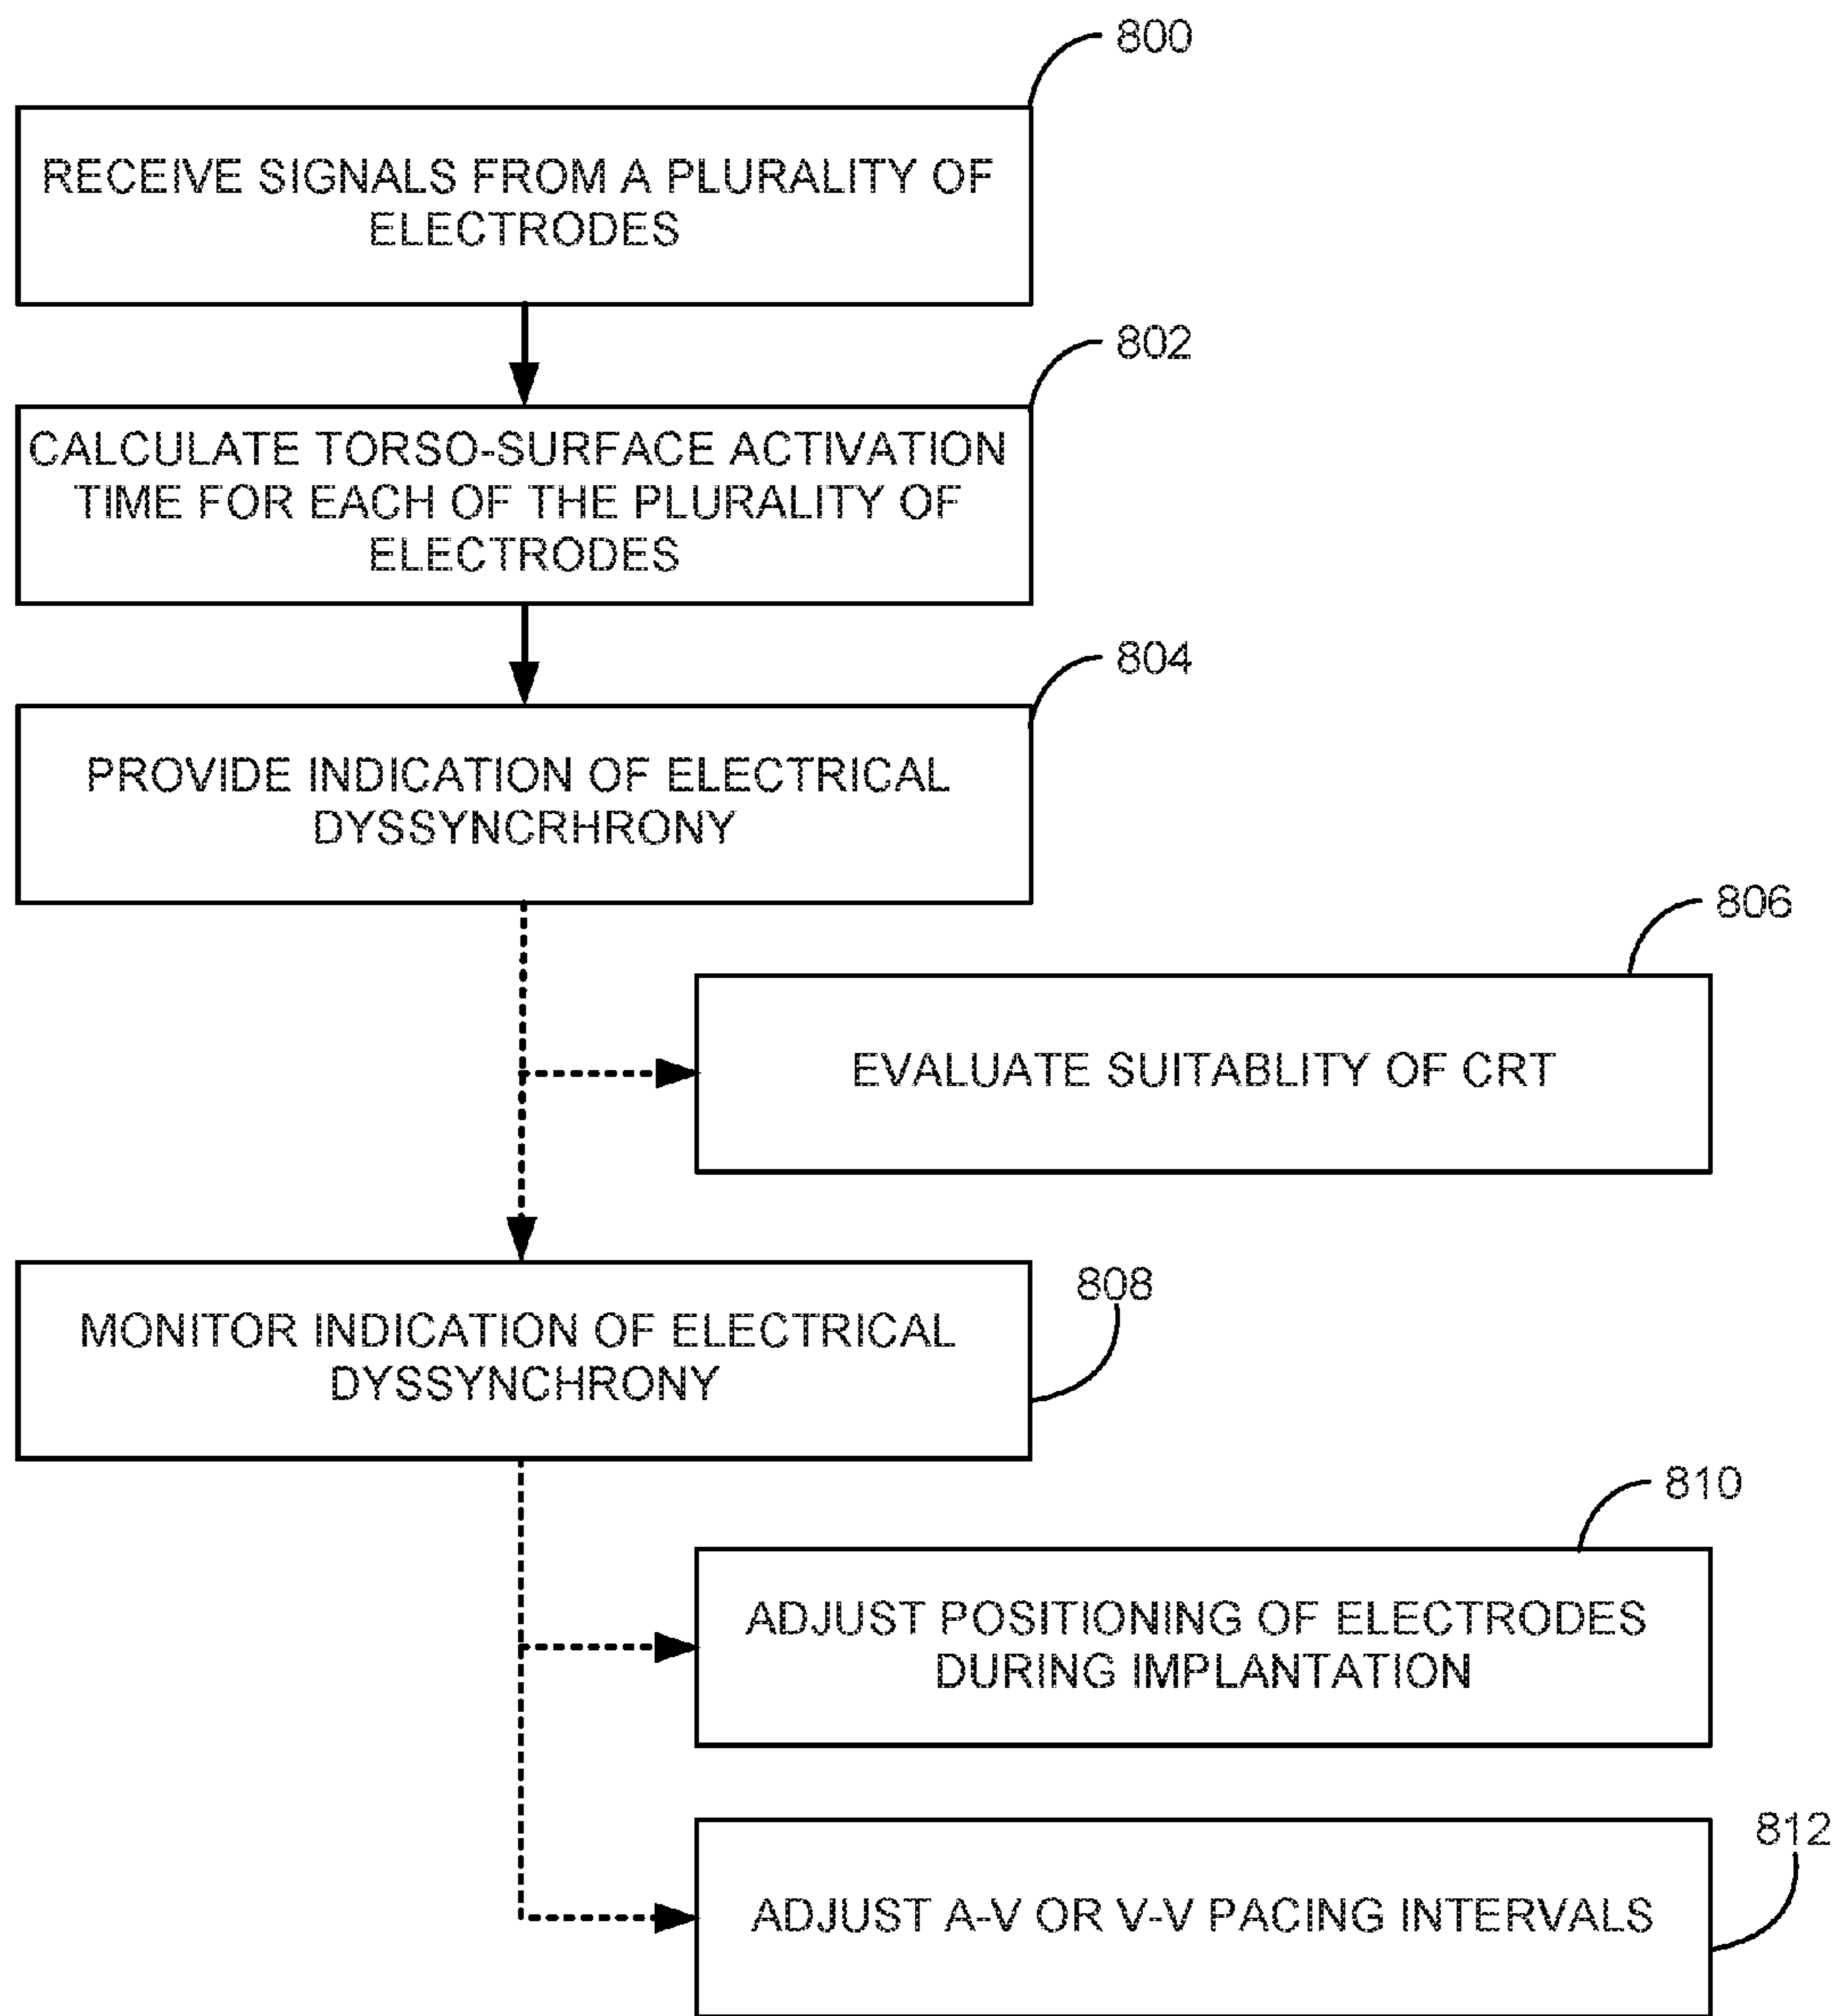 800
RECEIVE SIGNALS FROM A PLURALITY OF
ELECTRODES
802
CALCULATE TORSO-SURFACE ACTIVATION
TIME FOR EACH OF THE PLURALITY OF
ELECTRODES
804
PROVIDE INDICATION OF ELECTRICAL
DYSSYNCRHRONY
806
EVALUATE SUITABLITY OF CRT
808
MONITOR INDICATION OF ELECTRICAL
DYSSYNCHRONY
810
ADJUST POSITIONING OF ELECTRODES
DURING IMPLANTATION
812
ADJUST A-V OR V-V PACING INTERVALS